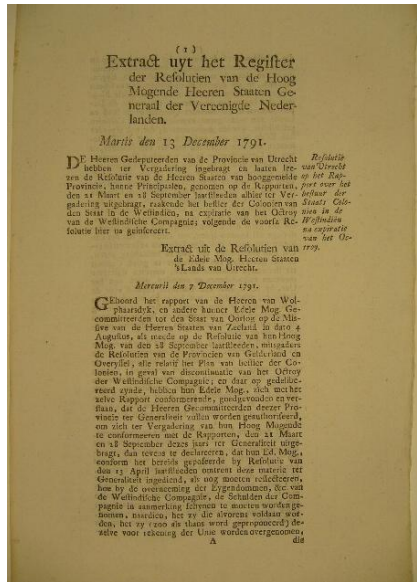 ( 1 )
Extract uyt het Register
der Resolutien van de Hoog
Mogende Heeren Staaten Ge-
neraal der Vereenigde Neder-
landen.
Martis den 13 December 1791.
DE Heeren Gedeputeerden van de Provincie van Utrecht
hebben ter Vergadering ingebragt en laaten lee-
zen de Resolutie van de Heeren Staaten van hooggemelde
Provincie, hunne Principaalen, genomen op de Rapporten,
den 21 Maart en 28 September laatstleeden alhier ter Ver-
gadering uitgebragt, raakende het bestier der Colonien van
den Staat in de Westindiën, na expiratie van het Octroy
van de Westindische Compagnie; volgende de voorsz Re-
solutie hier na geinsereert.
Resolutie
van Utrecht
op het Rap-
port over het
bestuur der
Staats Colo-
nien in de
Westindien
na expiratie
van het Oc-
troy.
Extract uit de Resolutien van
de Edele Mog. Heeren Staaten
's Lands van Utrecht.
Mercurii den 7 December 1791.
GEhoord het rapport van de Heeren van Wol-
phaarsdyk, en andere hunner Edele Mog. Ge-
committeerden tot den Staat van Oorlog op de Mis-
sive van de Heeren Staaten van Zeeland in dato 4
Augustus, als meede op de Resolutie van hun Hoog
Mog. van den 28 September laatstleeden, mitsgaders
de Resolutien van de Provincien van Gelderland en
Overyssel, alle relatif het Plan van bestier der Co-
lonien, in geval van discontinuatie van het Octroy
der Westindische Compagnie; en daar op gedelibe-
reerd zynde, hebben hun Edele Mog., zich met het
zelve Rapport conformeerende, goedgevonden en ver-
staan, dat de Heeren Gecommitteerden deezer Pro-
vincie ter Generaliteit zullen worden geauthoriseerd,
om zich ter Vergadering van hun Hoog Mogende
te conformeeren met de Rapporten, den 21 Maart
en 28 September dezes jaars ter Generaliteit uitge-
bragt, dan tevens te declareeren, dat hun Ed. Mog.,
conform het bereids geposeerde by Resolutie van
den 13 April laatstleeden omtrent deze materie ter
Generaliteit ingediend, als nog moeten reflecteeren,
hoe by de overneeming der Eygendommen, &c. van
de Westindische Compagnie, de Schulden der Com-
pagnie in aanmerking schynen te moeten worden ge-
nomen, naardien, het zy die alvorens voldaan wor-
den, het zy (zoo als thans word geproponeerd) de-
zelve voor rekening der Unie worden overgenomen,
A
die